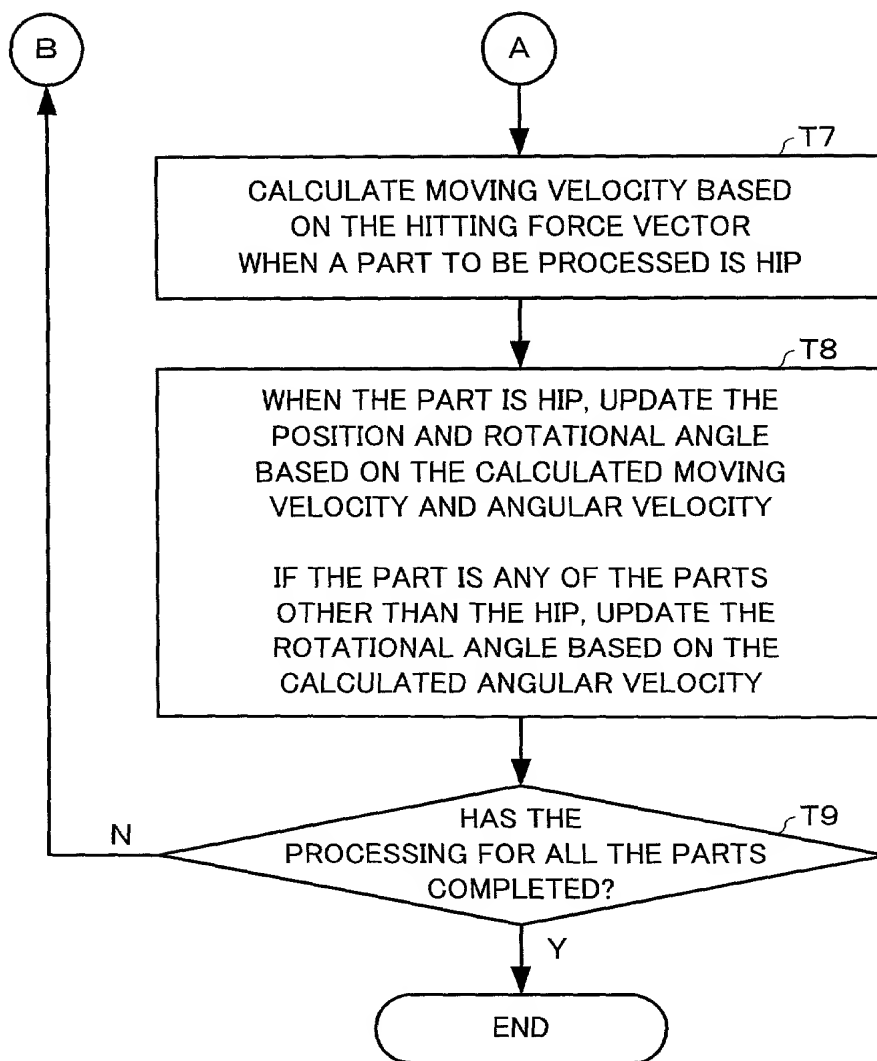 B
A
T7
CALCULATE MOVING VELOCITY BASED
ON THE HITTING FORCE VECTOR
WHEN A PART TO BE PROCESSED IS HIP
T8
WHEN THE PART IS HIP, UPDATE THE
POSITION AND ROTATIONAL ANGLE
BASED ON THE CALCULATED MOVING
VELOCITY AND ANGULAR VELOCITY
IF THE PART IS ANY OF THE PARTS
OTHER THAN THE HIP, UPDATE THE
ROTATIONAL ANGLE BASED ON THE
CALCULATED ANGULAR VELOCITY
T9
HAS THE
PROCESSING FOR ALL THE PARTS
COMPLETED?
N
Y
END